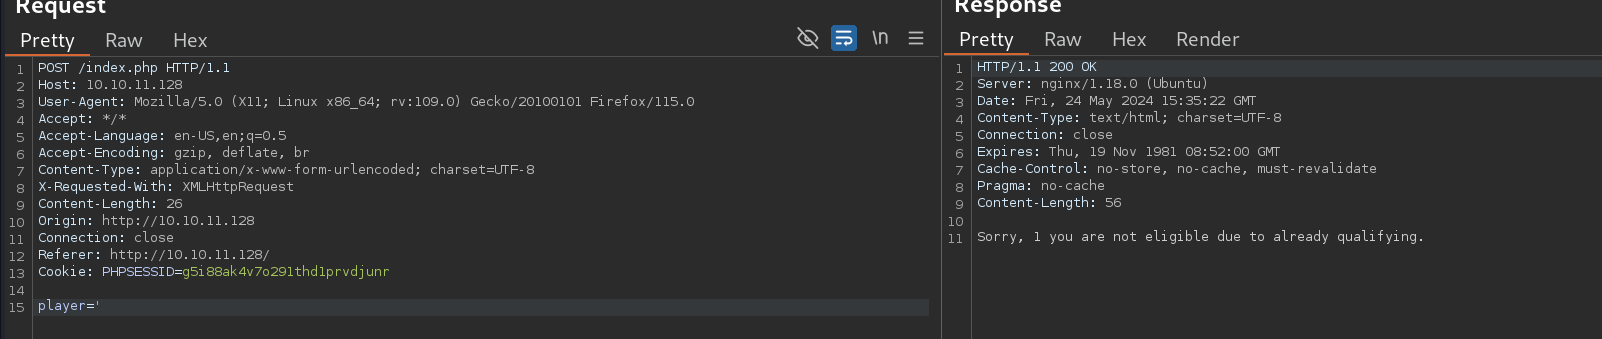 Request
Pretty Raw Hex
\n
1 POST /index.php HTTP/1.1
2 Host: 10.10.11.128
3 User-Agent: Mozilla/5.0 (X11; Linux x86_64; rv:109.0) Gecko/20100101 Firefox/115.0
4 Accept: */*
5 Accept-Language: en-US,en;q=0.5
6 Accept-Encoding: gzip, deflate, br
7 Content-Type: application/x-www-form-urlencoded; charset=UTF-8
8 X-Requested-With: XMLHttpRequest
9 Content-Length: 26
10 Origin: http://10.10.11.128
11 Connection: close
12 Referer: http://10.10.11.128/
13 Cookie: PHPSESSID=g5i88ak4v7o29lthd1prvdjunr
14
15 player='
Response
Pretty Raw Hex Render
1 HTTP/1.1 200 OK
2 Server: nginx/1.18.0 (Ubuntu)
3 Date: Fri, 24 May 2024 15:35:22 GMT
4 Content-Type: text/html; charset=UTF-8
5 Connection: close
6 Expires: Thu, 19 Nov 1981 08:52:00 GMT
7 Cache-Control: no-store, no-cache, must-revalidate
8 Pragma: no-cache
9 Content-Length: 56
10
11 Sorry, 1 you are not eligible due to already qualifying.